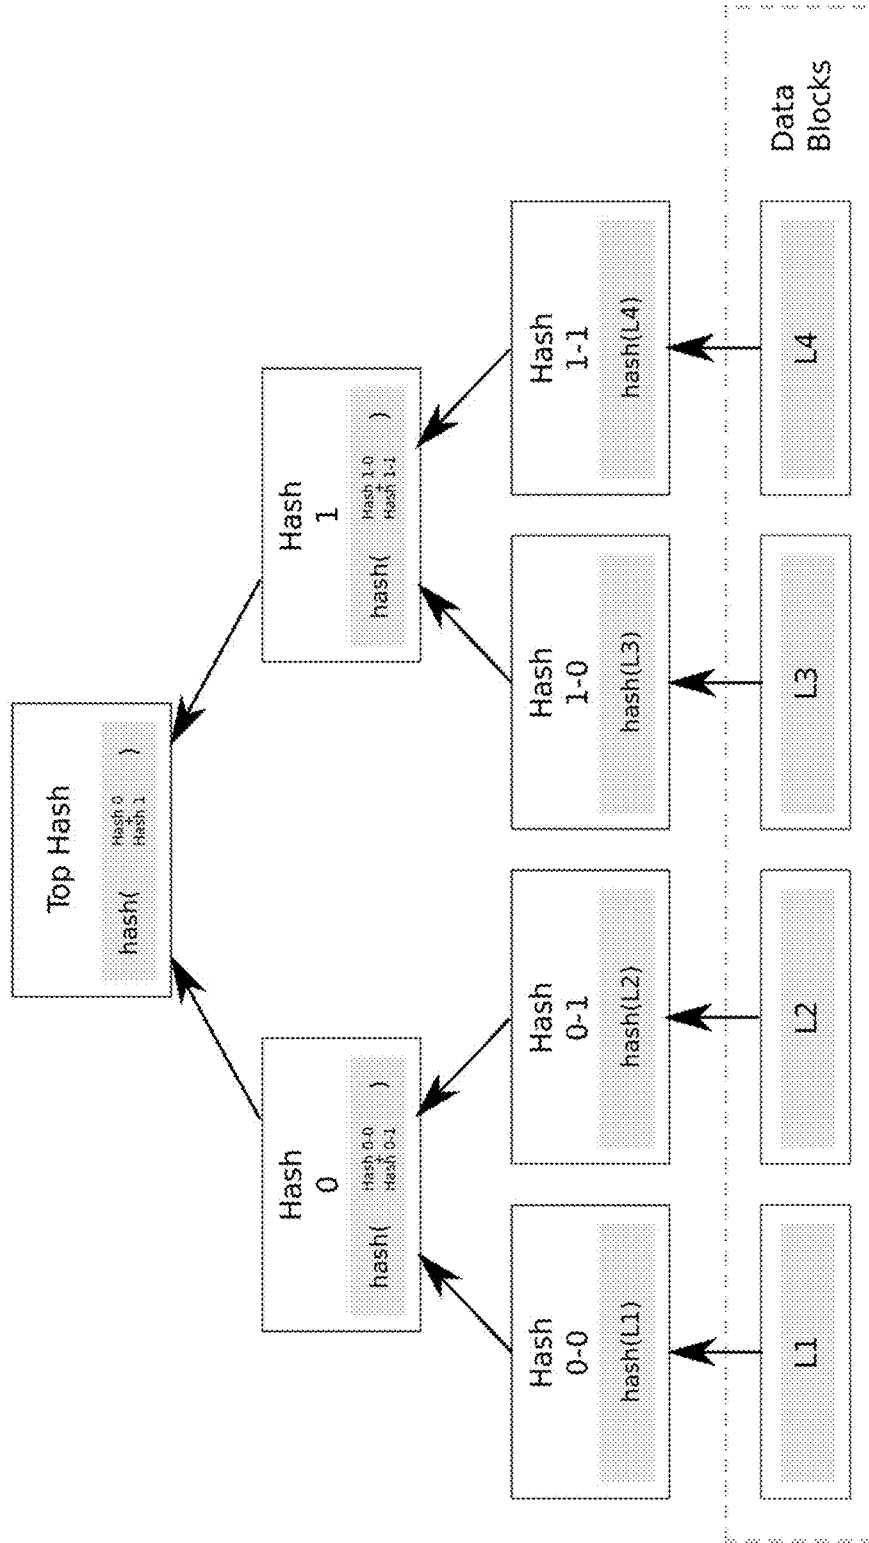 Top Hash
hash(
Hash 0
+
Hash 1
)
Hash
0
hash(
Hash 0-0
+
Hash 0-1
)
Hash
1
hash(
Hash 1-0
+
Hash 1-1
)
Hash
0-0
hash(L1)
Hash
0-1
hash(L2)
Hash
1-0
hash(L3)
Hash
1-1
hash(L4)
L1
L2
L3
L4
Data
Blocks